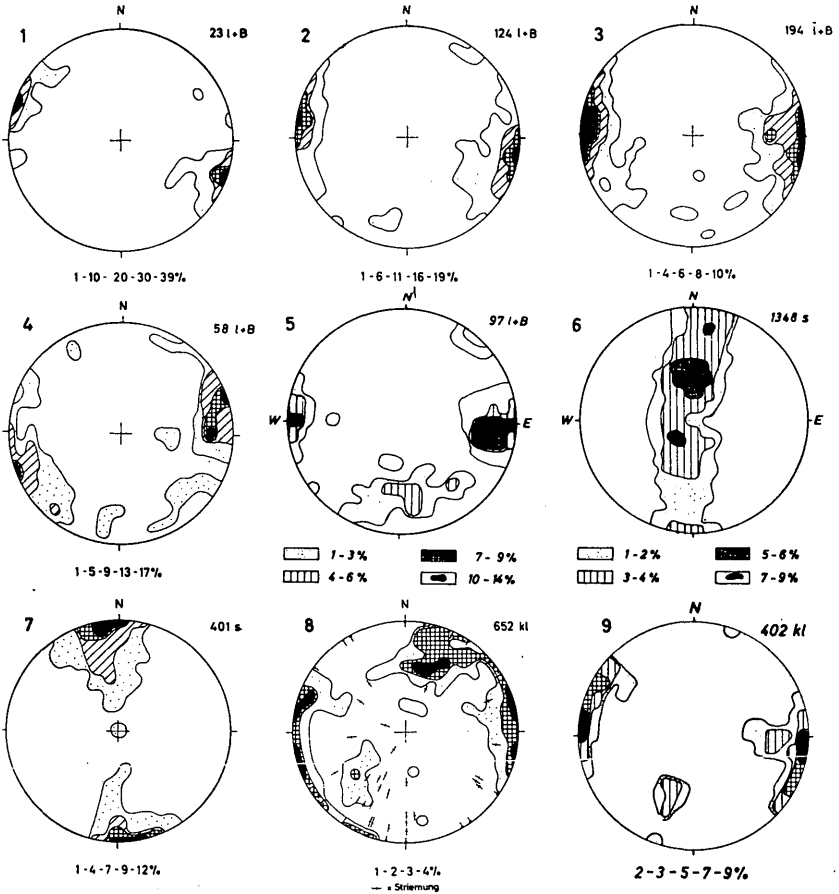 N
1
23 l+B
1-10- 20-30-39%
N
2
124 l+B
1-6-11-16-19%
N
3
194 l+B
1-4-6-8-10%
N
4
58 l+B
1-5-9-13-17%
N
5
97 l+B
W
E
1-3%
7-9%
4-6%
10-14%
N
6
1348 s
W
E
1-2%
5-6%
3-4%
7-9%
N
7
401 s
1-4-7-9-12%
N
8
652 kl
1-2-3-4%
= Striemung
N
9
402 kl
2-3-5-7-9%